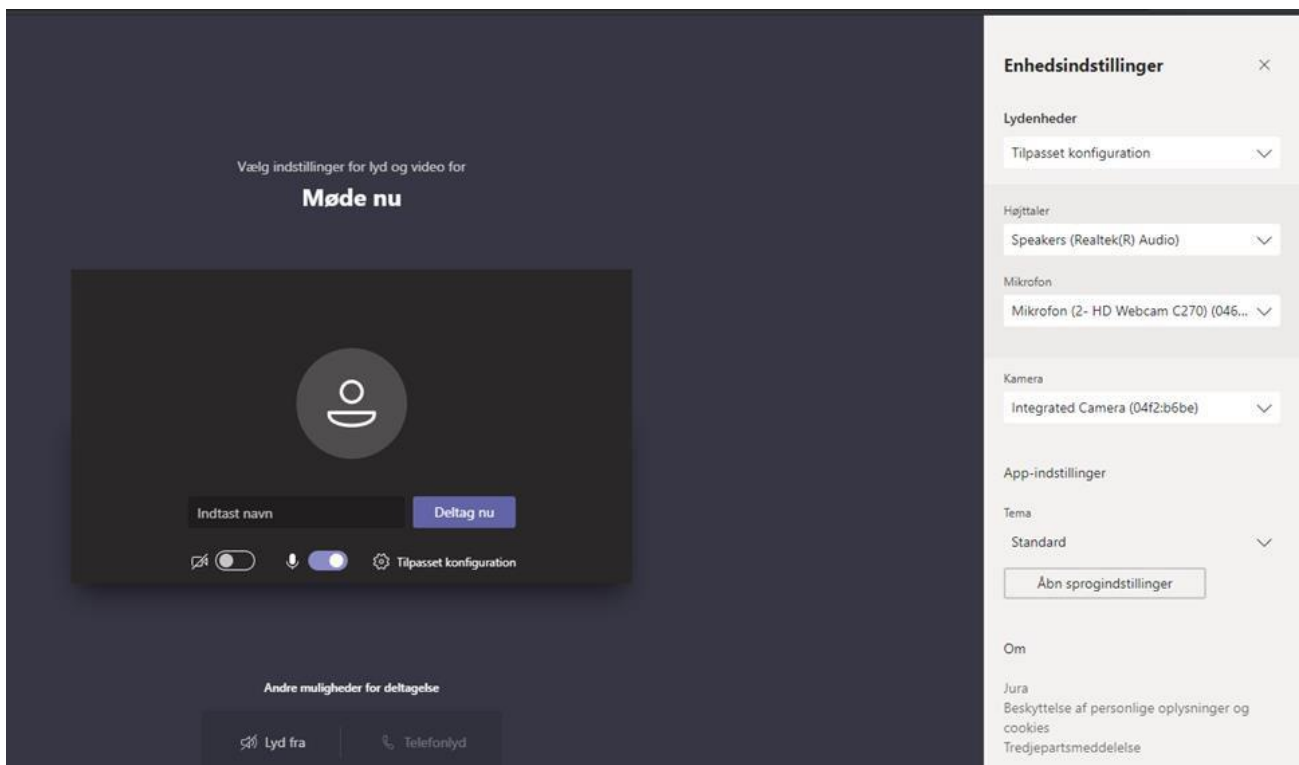 Vælg indstillinger for lyd og video for
Møde nu
Indtast navn
Deltag nu
Tilpasset konfiguration
Andre muligheder for deltagelse
Lyd fra
Telefonlyd
Enhedsindstillinger
Lydenheder
Tilpasset konfiguration
Højttaler
Speakers (Realtek(R) Audio)
Mikrofon
Mikrofon (2- HD Webcam C270) (046...
Kamera
Integrated Camera (04f2:b6be)
App-indstillinger
Tema
Standard
Åbn sprogindstillinger
Om
Jura
Beskyttelse af personlige oplysninger og
cookies
Tredjepartsmeddelelse